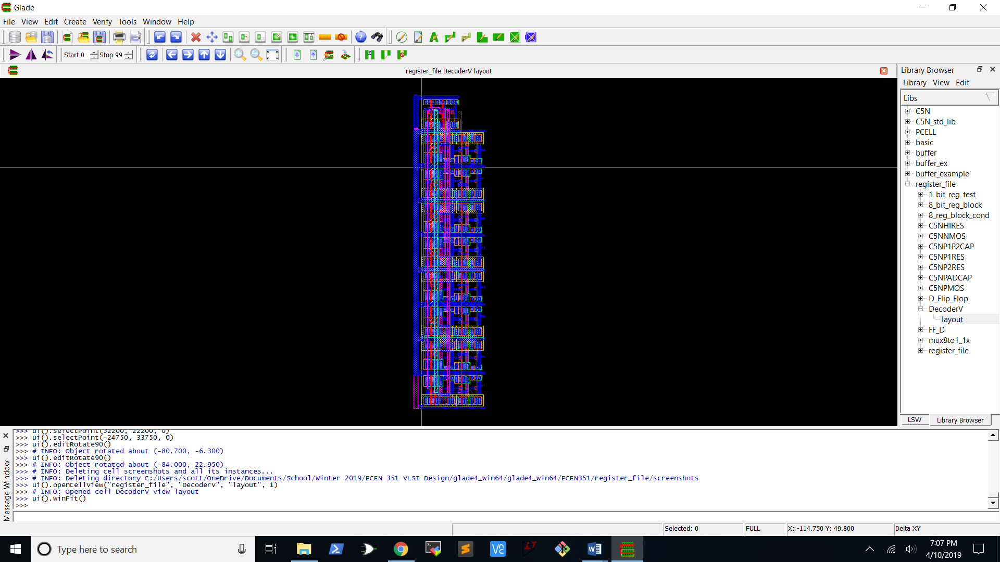 Glade
File View Edit Create Verify Tools Window Help
Start 0 Stop 99
register_file DecoderV layout
Library Browser
Library View Edit
Libs
C5N
C5N_std_lib
PCELL
basic
buffer
buffer_ex
buffer_example
register_file
1_bit_reg_test
8_bit_reg_block
8_reg_block_cond
C5NHIRES
C5NNMOS
C5NP1P2CAP
C5NP1RES
C5NP2RES
C5NPADCAP
C5NPMOS
D_Flip_Flop
DecoderV
layout
FF_D
mux8to1_1x
register_file
LSW Library Browser
Message Window
>>> ui().selectPoint(52200, 22200, 0)
>>> ui().selectPoint(-24750, 33750, 0)
>>> ui().editRotate90()
>>> # INFO: Object rotated about (-80.700, -6.300)
>>> ui().editRotate90()
>>> # INFO: Object rotated about (-84.000, 22.950)
>>> # INFO: Deleting cell screenshots and all its instances...
>>> # INFO: Deleting directory C:/Users/scott/OneDrive/Documents/School/Winter 2019/ECEN 351 VLSI Design/glade4_win64/glade4_win64/ECEN351/register_file/screenshots
>>> ui().openCellView("register_file", "DecoderV", "layout", 1)
>>> # INFO: Opened cell DecoderV view layout
>>> ui().winFit()
>>>
Selected: 0 FULL X: -114.750 Y: 49.800 Delta XY
Type here to search
7:07 PM
4/10/2019